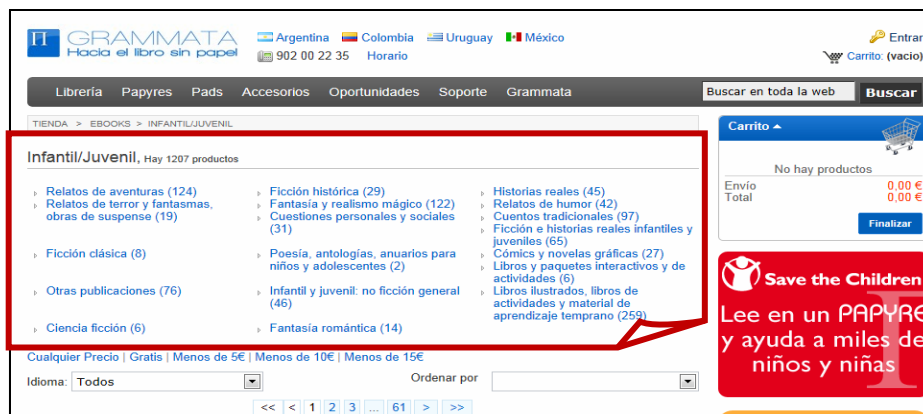 GRAMMATA
Hacia el libro sin papel
Argentina Colombia Uruguay México
902 00 22 35 Horario
Entrar
Carrito: (vacio)
Librería Papyres Pads Accesorios Oportunidades Soporte Grammata
Buscar en toda la web Buscar
TIENDA > EBOOKS > INFANTIL/JUVENIL
Infantil/Juvenil, Hay 1207 productos
Relatos de aventuras (124)
Relatos de terror y fantasmas,
obras de suspense (19)
Ficción clásica (8)
Otras publicaciones (76)
Ciencia ficción (6)
Ficción histórica (29)
Fantasía y realismo mágico (122)
Cuestiones personales y sociales
(31)
Poesía, antologías, anuarios para
niños y adolescentes (2)
Infantil y juvenil: no ficción general
(46)
Fantasía romántica (14)
Historias reales (45)
Relatos de humor (42)
Cuentos tradicionales (97)
Ficción e historias reales infantiles y
juveniles (65)
Cómics y novelas gráficas (27)
Libros y paquetes interactivos y de
actividades (6)
Libros ilustrados, libros de
actividades y material de
aprendizaje temprano (259)
Cualquier Precio | Gratis | Menos de 5€ | Menos de 10€ | Menos de 15€
Idioma: Todos
Ordenar por
<< < 1 2 3 ... 61 > >>
Carrito
No hay productos
Envío 0,00 €
Total 0,00 €
Finalizar
Save the Children
Lee en un PAPYRE
y ayuda a miles de
niños y niñas